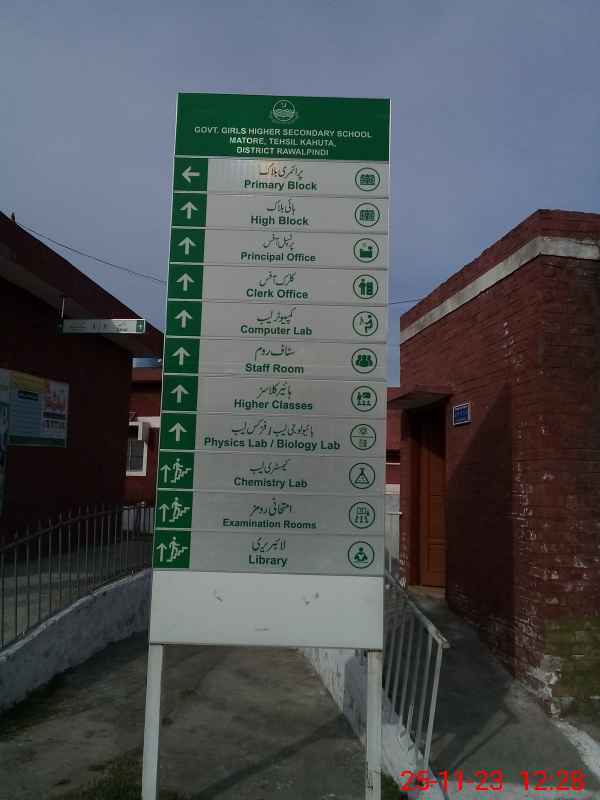 GOVT. GIRLS HIGHER SECONDARY SCHOOL
MATORE, TEHSIL KAHUTA,
DISTRICT RAWALPINDI
پرائمری بلاک
Primary Block
ہائی بلاک
High Block
پرنسپل آفس
Principal Office
کلرس آفس
Clerk Office
کمپیوٹر لیب
Computer Lab
سٹاف روم
Staff Room
ہائیر کلاسز
Higher Classes
بائیولوجی لیب / فزکس لیب
Physics Lab / Biology Lab
کیمسٹری لیب
Chemistry Lab
امتحانی رومز
Examination Rooms
لائبریری
Library
25-11-23 12:28